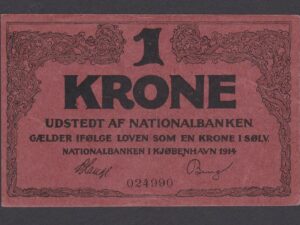 1
KRONE
UDSTEDT AF NATIONALBANKEN
GÆLDER IFØLGE LOVEN SOM EN KRONE I SØLV.
NATIONALBANKEN I KJØBENHAVN 1914
024990